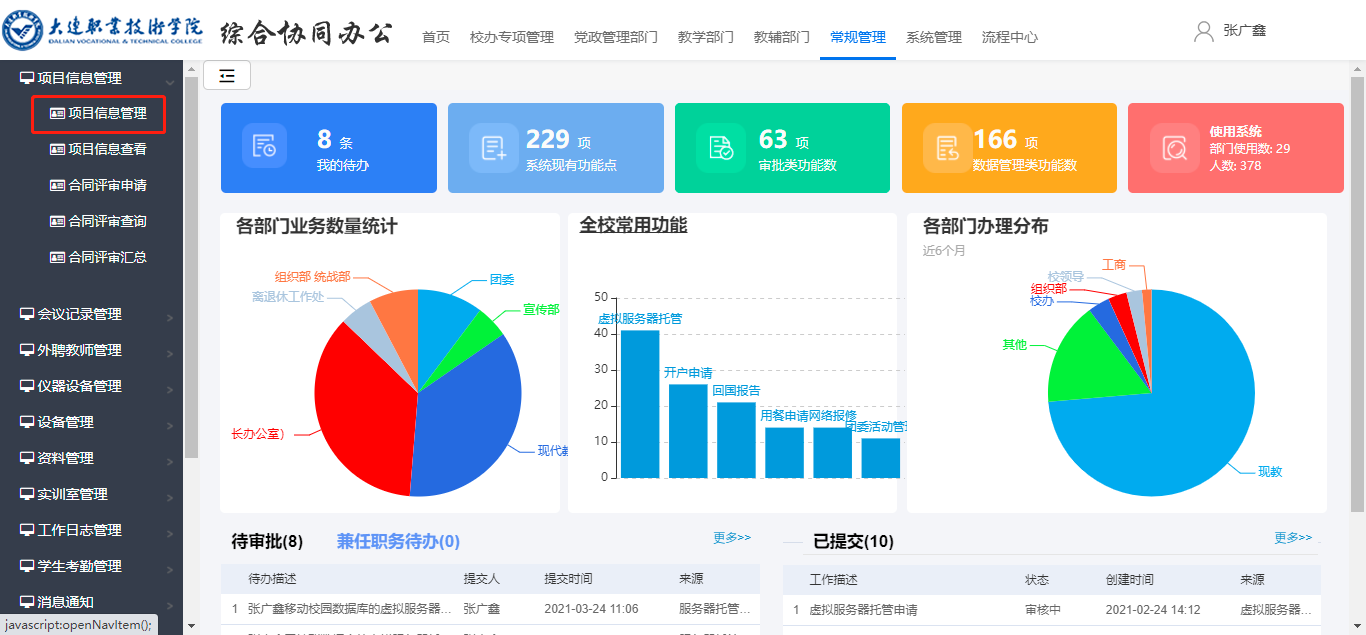 大连职业技术学院
DALIAN VOCATIONAL & TECHNICAL COLLEGE
综合协同办公
首页 校办专项管理 党政管理部门 教学部门 教辅部门 常规管理 系统管理 流程中心
张广鑫
项目信息管理
项目信息管理
项目信息查看
合同评审申请
合同评审查询
合同评审汇总
会议记录管理
外聘教师管理
仪器设备管理
设备管理
资料管理
实训室管理
工作日志管理
学生考勤管理
消息通知
javascript:openNavItem();
8 条
我的待办
229 项
系统现有功能点
63 项
审批类功能数
166 项
数据管理类功能数
使用系统
部门使用数: 29
人数: 378
各部门业务数量统计
组织部 统战部
团委
离退休工作处
宣传部
长办公室）
现代
全校常用功能
50
虚拟服务器托管
40
30
开户申请
回国报告
20
用餐申请
网络报修
团委活动管
10
0
各部门办理分布
近6个月
工商
校领导
组织部
校办
其他
现教
待审批(8) 兼任职务待办(0) 更多>>
待办描述 提交人 提交时间 来源
1 张广鑫移动校园数据库的虚拟服务器... 张广鑫 2021-03-24 11:06 服务器托管...
已提交(10) 更多>>
工作描述 状态 创建时间 来源
1 虚拟服务器托管申请 审核中 2021-02-24 14:12 虚拟服务器...